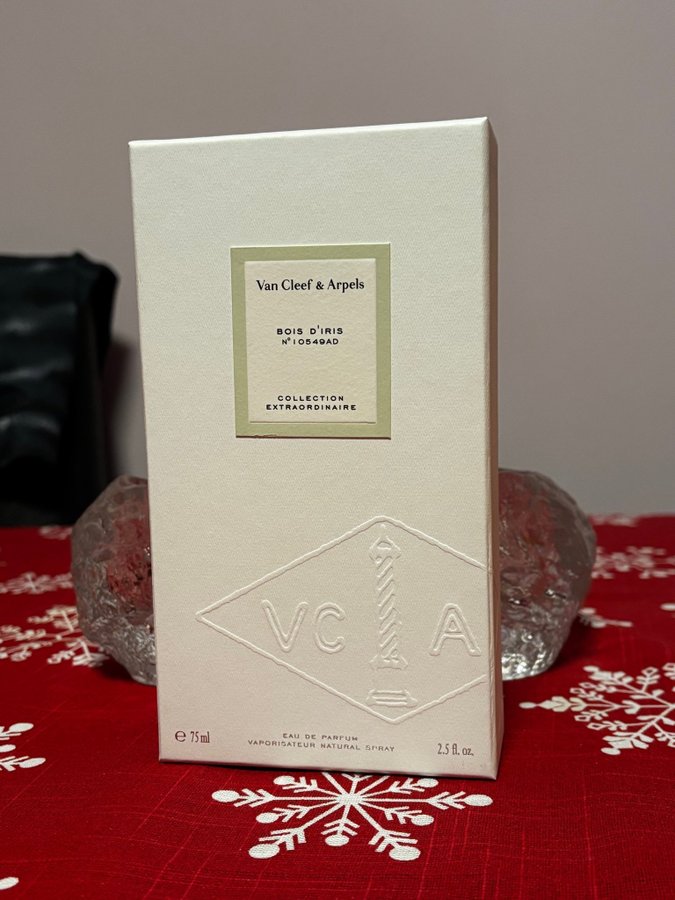 Van Cleef & Arpels
BOIS D'IRIS
N° 10549AD
COLLECTION
EXTRAORDINAIRE
VC A
e 75 ml
EAU DE PARFUM
VAPORISATEUR NATURAL SPRAY
2.5 fl. oz.